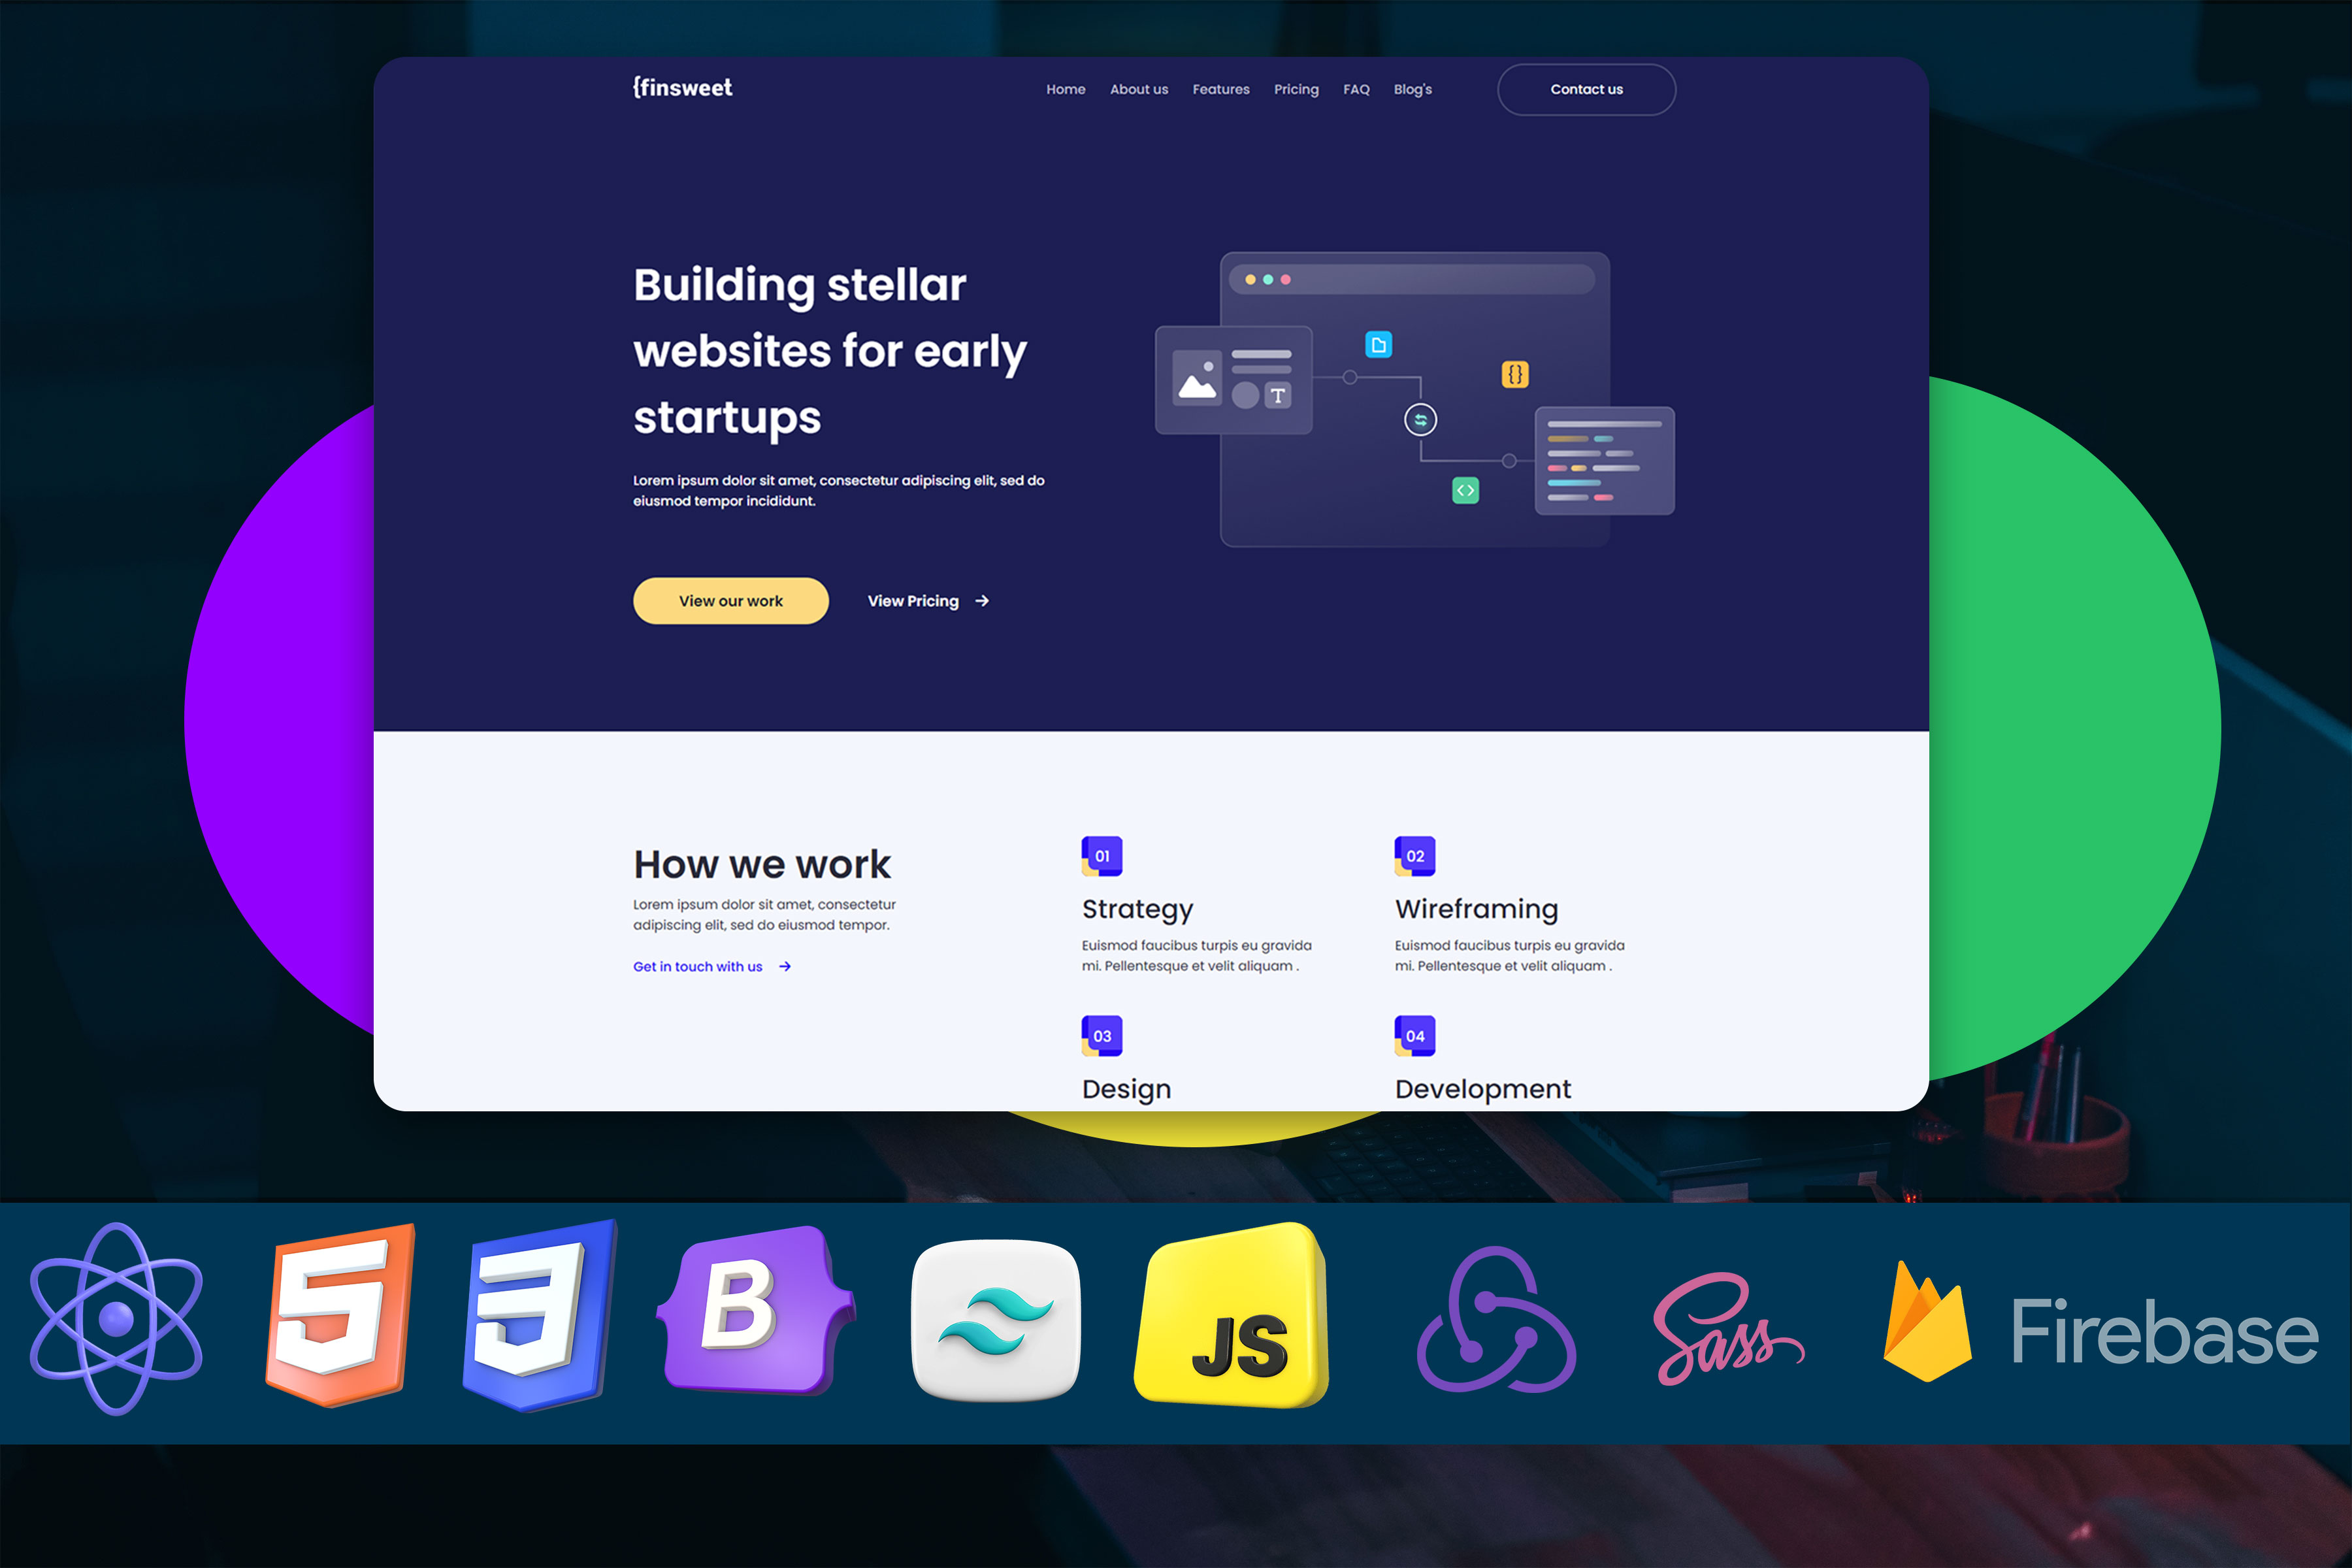 {finsweet
Home About us Features Pricing FAQ Blog's Contact us
Building stellar
websites for early
startups
Lorem ipsum dolor sit amet, consectetur adipiscing elit, sed do
eiusmod tempor incididunt.
View our work View Pricing →
T
{}
<>
How we work
Lorem ipsum dolor sit amet, consectetur
adipiscing elit, sed do eiusmod tempor.
Get in touch with us →
01
Strategy
Euismod faucibus turpis eu gravida
mi. Pellentesque et velit aliquam .
02
Wireframing
Euismod faucibus turpis eu gravida
mi. Pellentesque et velit aliquam .
03
Design
04
Development
5 3 B JS Sass Firebase